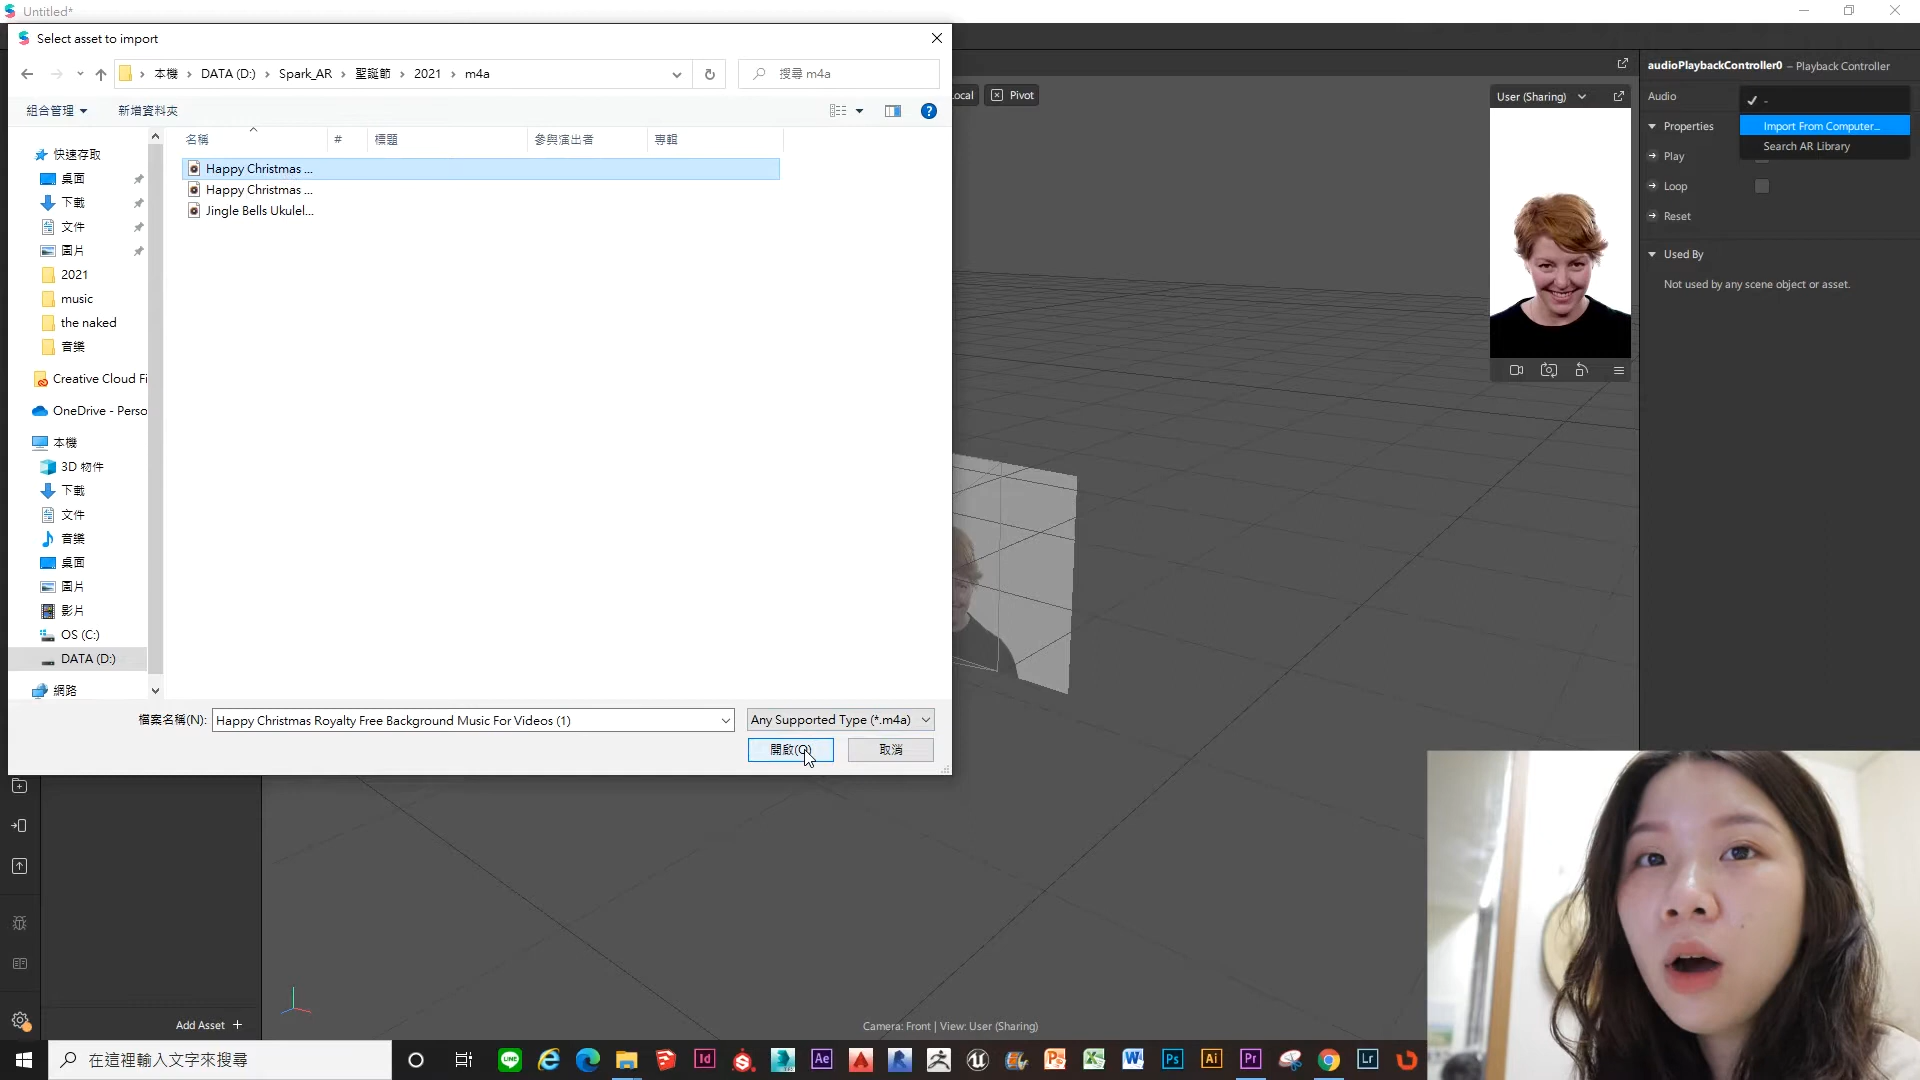 Untitled*
Select asset to import
本機 › DATA (D:) › Spark_AR › 聖誕節 › 2021 › m4a
搜尋 m4a
組合管理
新增資料夾
名稱
#
標題
參與演出者
專輯
Happy Christmas ...
Happy Christmas ...
Jingle Bells Ukulel...
快速存取
桌面
下載
文件
圖片
2021
music
the naked
音樂
Creative Cloud Fi
OneDrive - Perso
本機
3D 物件
下載
文件
音樂
桌面
圖片
影片
OS (C:)
DATA (D:)
網路
檔案名稱(N):
Happy Christmas Royalty Free Background Music For Videos (1)
Any Supported Type (*.m4a)
開啟(O)
取消
ocal
Pivot
User (Sharing)
audioPlaybackController0 – Playback Controller
Audio
-
Import From Computer...
Search AR Library
Properties
Play
Loop
Reset
Used By
Not used by any scene object or asset.
Add Asset +
Camera: Front | View: User (Sharing)
在這裡輸入文字來搜尋
LINE
Id
Ae
Ps
Ai
Pr
Lr